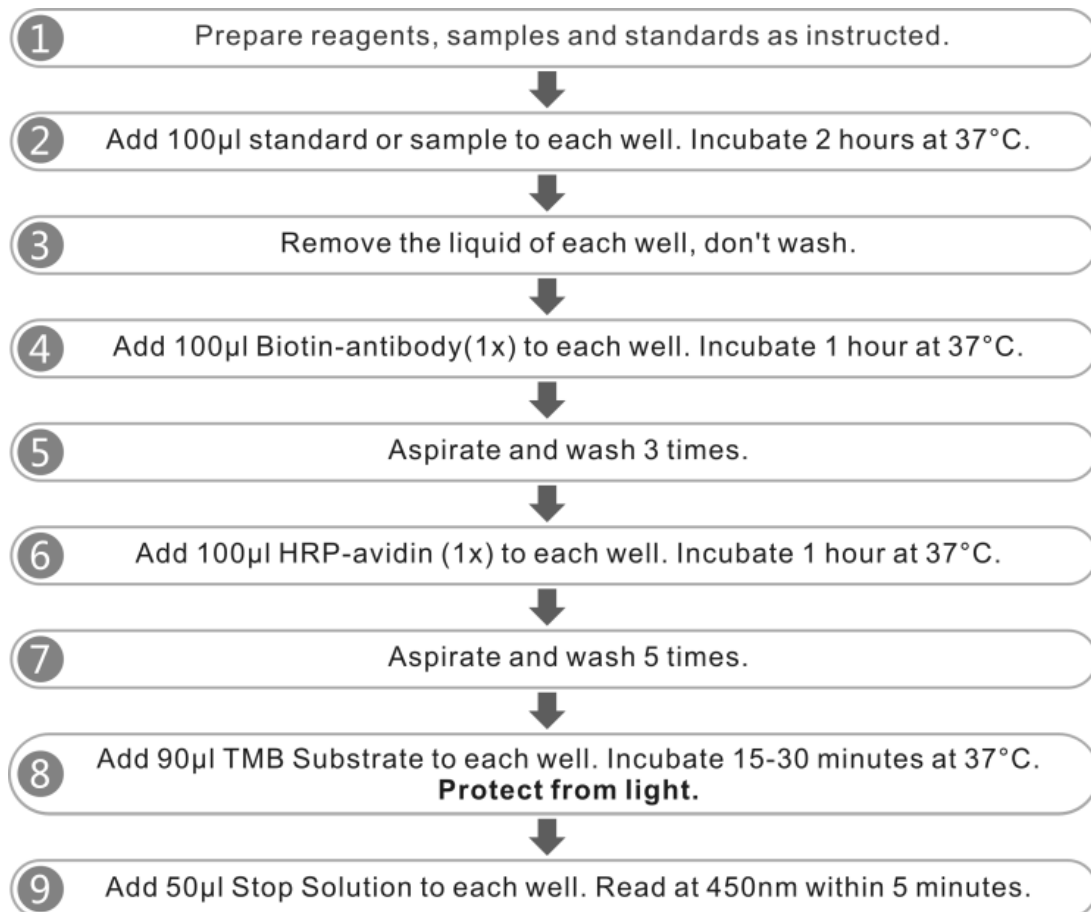 1 Prepare reagents, samples and standards as instructed.
2 Add 100µl standard or sample to each well. Incubate 2 hours at 37°C.
3 Remove the liquid of each well, don't wash.
4 Add 100µl Biotin-antibody(1x) to each well. Incubate 1 hour at 37°C.
5 Aspirate and wash 3 times.
6 Add 100µl HRP-avidin (1x) to each well. Incubate 1 hour at 37°C.
7 Aspirate and wash 5 times.
8 Add 90µl TMB Substrate to each well. Incubate 15-30 minutes at 37°C.
Protect from light.
9 Add 50µl Stop Solution to each well. Read at 450nm within 5 minutes.